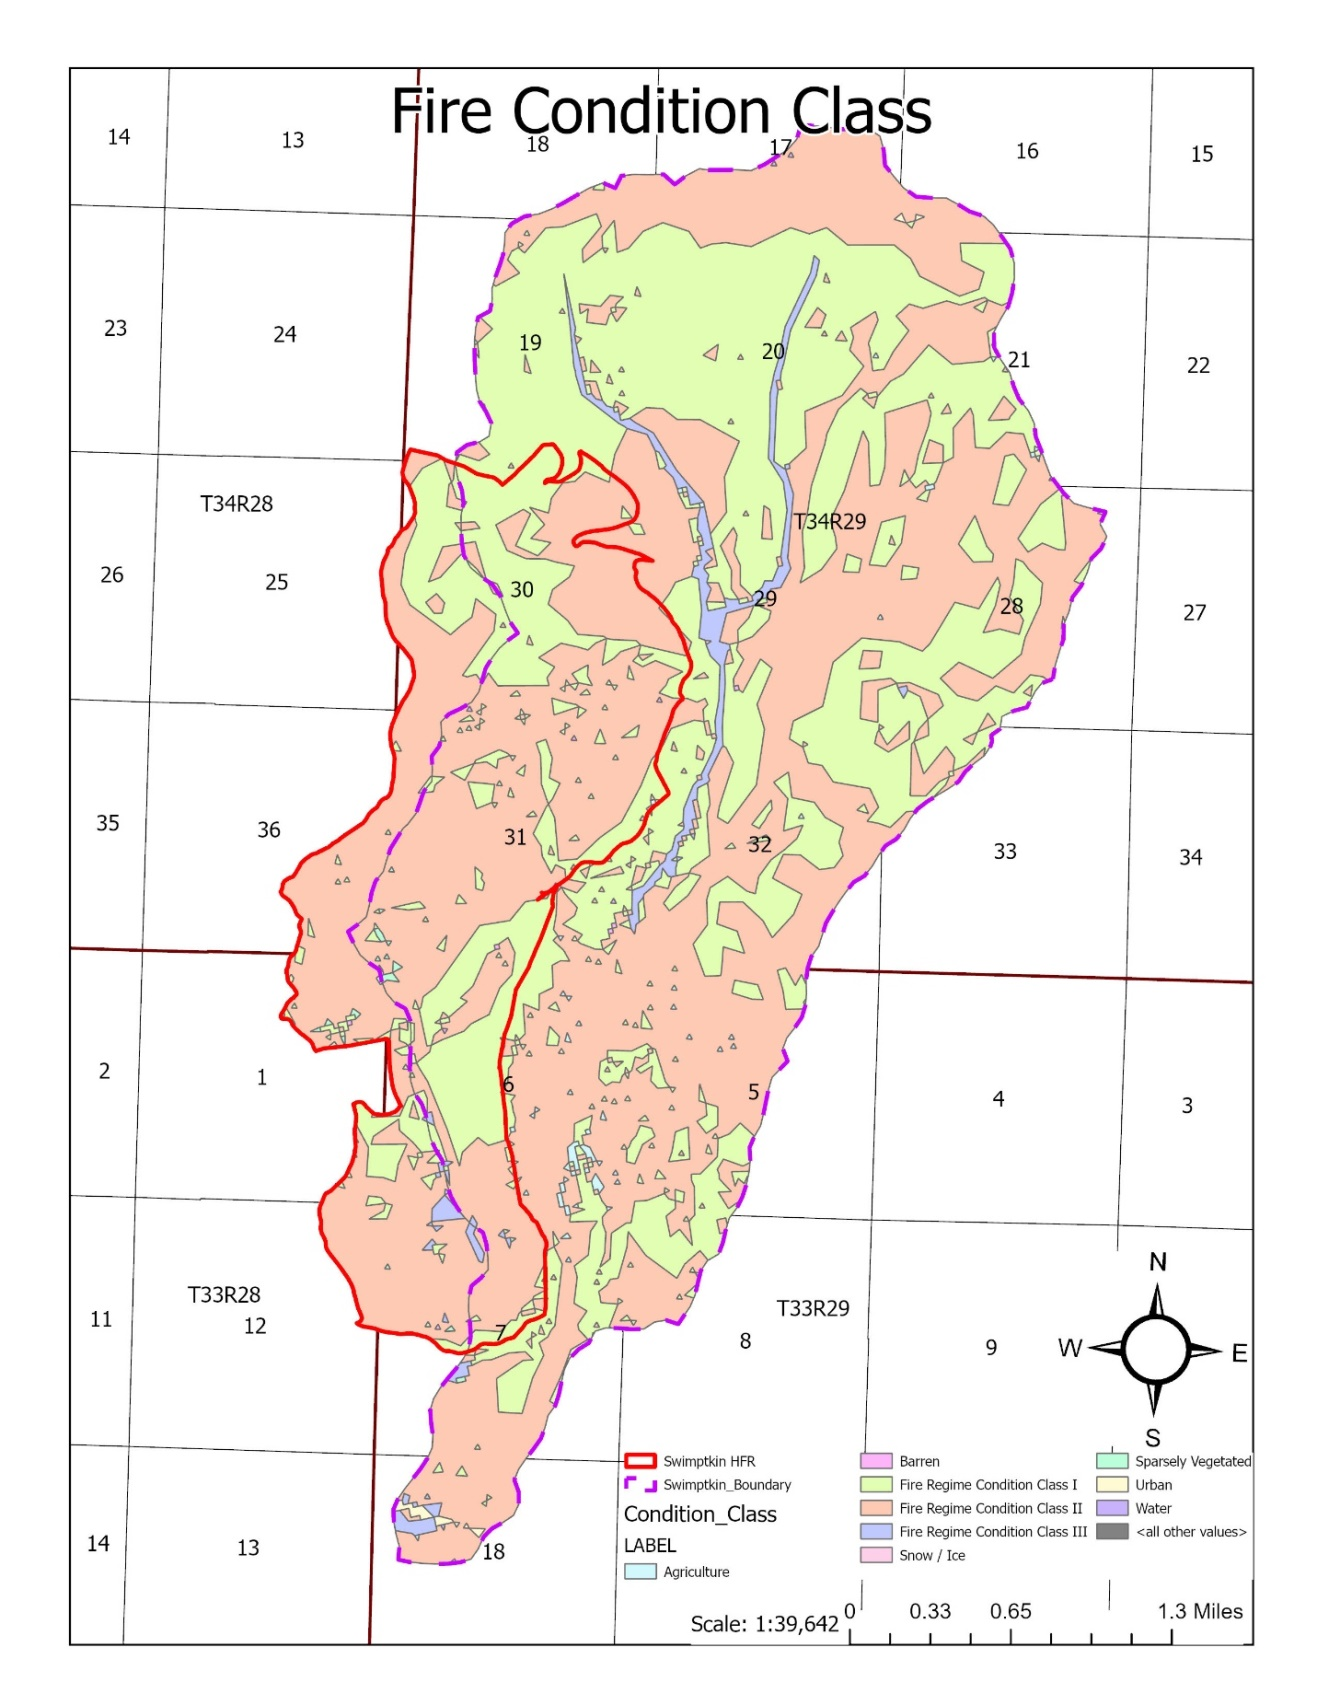 Fire Condition Class
14
13
18
17
16
15
23
24
19
20
21
22
T34R28
T34R29
26
25
30
29
28
27
35
36
31
32
33
34
2
1
6
5
4
3
T33R28
T33R29
11
12
7
8
9
N
W
E
S
14
13
18
Swimptkin HFR
Swimptkin_Boundary
Condition_Class
LABEL
Agriculture
Barren
Fire Regime Condition Class I
Fire Regime Condition Class II
Fire Regime Condition Class III
Snow / Ice
Sparsely Vegetated
Urban
Water
<all other values>
Scale: 1:39,642
0 0.33 0.65 1.3 Miles